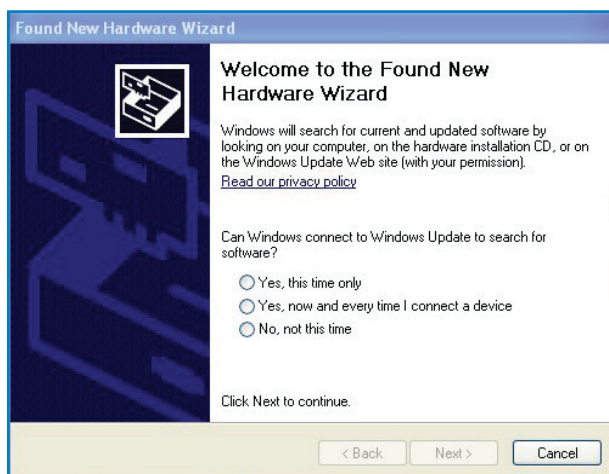 Found New Hardware Wizard
Welcome to the Found New
Hardware Wizard
Windows will search for current and updated software by
looking on your computer, on the hardware installation CD, or on
the Windows Update Web site (with your permission).
Read our privacy policy
Can Windows connect to Windows Update to search for
software?
Yes, this time only
Yes, now and every time I connect a device
No, not this time
Click Next to continue.
< Back Next > Cancel